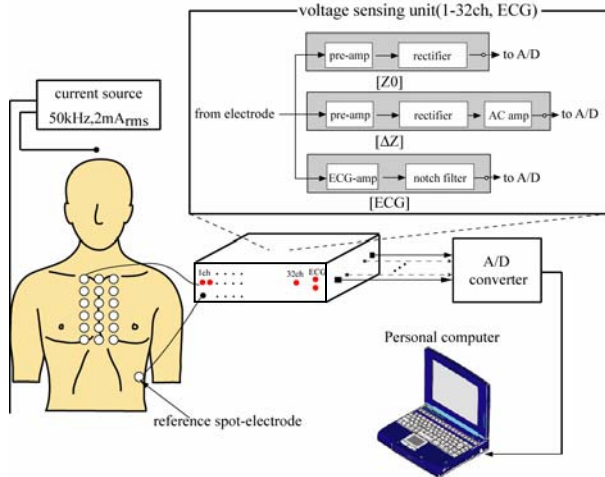 voltage sensing unit(1-32ch, ECG)
pre-amp
rectifier
to A/D
[Z0]
current source
50kHz,2mArms
from electrode
pre-amp
rectifier
AC amp
to A/D
[ΔZ]
ECG-amp
notch filter
to A/D
[ECG]
1ch
32ch
ECG
A/D
converter
Personal computer
reference spot-electrode